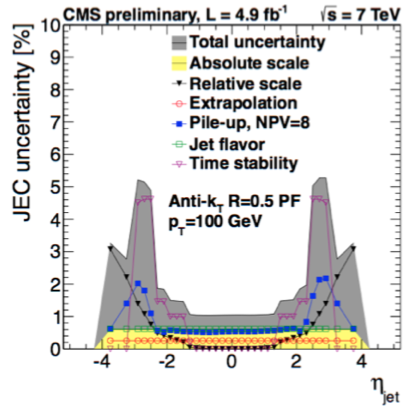 CMS preliminary, L = 4.9 fb⁻¹ √s = 7 TeV
JEC uncertainty [%]
10
9
8
7
6
5
4
3
2
1
0
Total uncertainty
Absolute scale
Relative scale
Extrapolation
Pile-up, NPV=8
Jet flavor
Time stability
Anti-kT R=0.5 PF
pT=100 GeV
-4 -2 0 2 4
ηjet